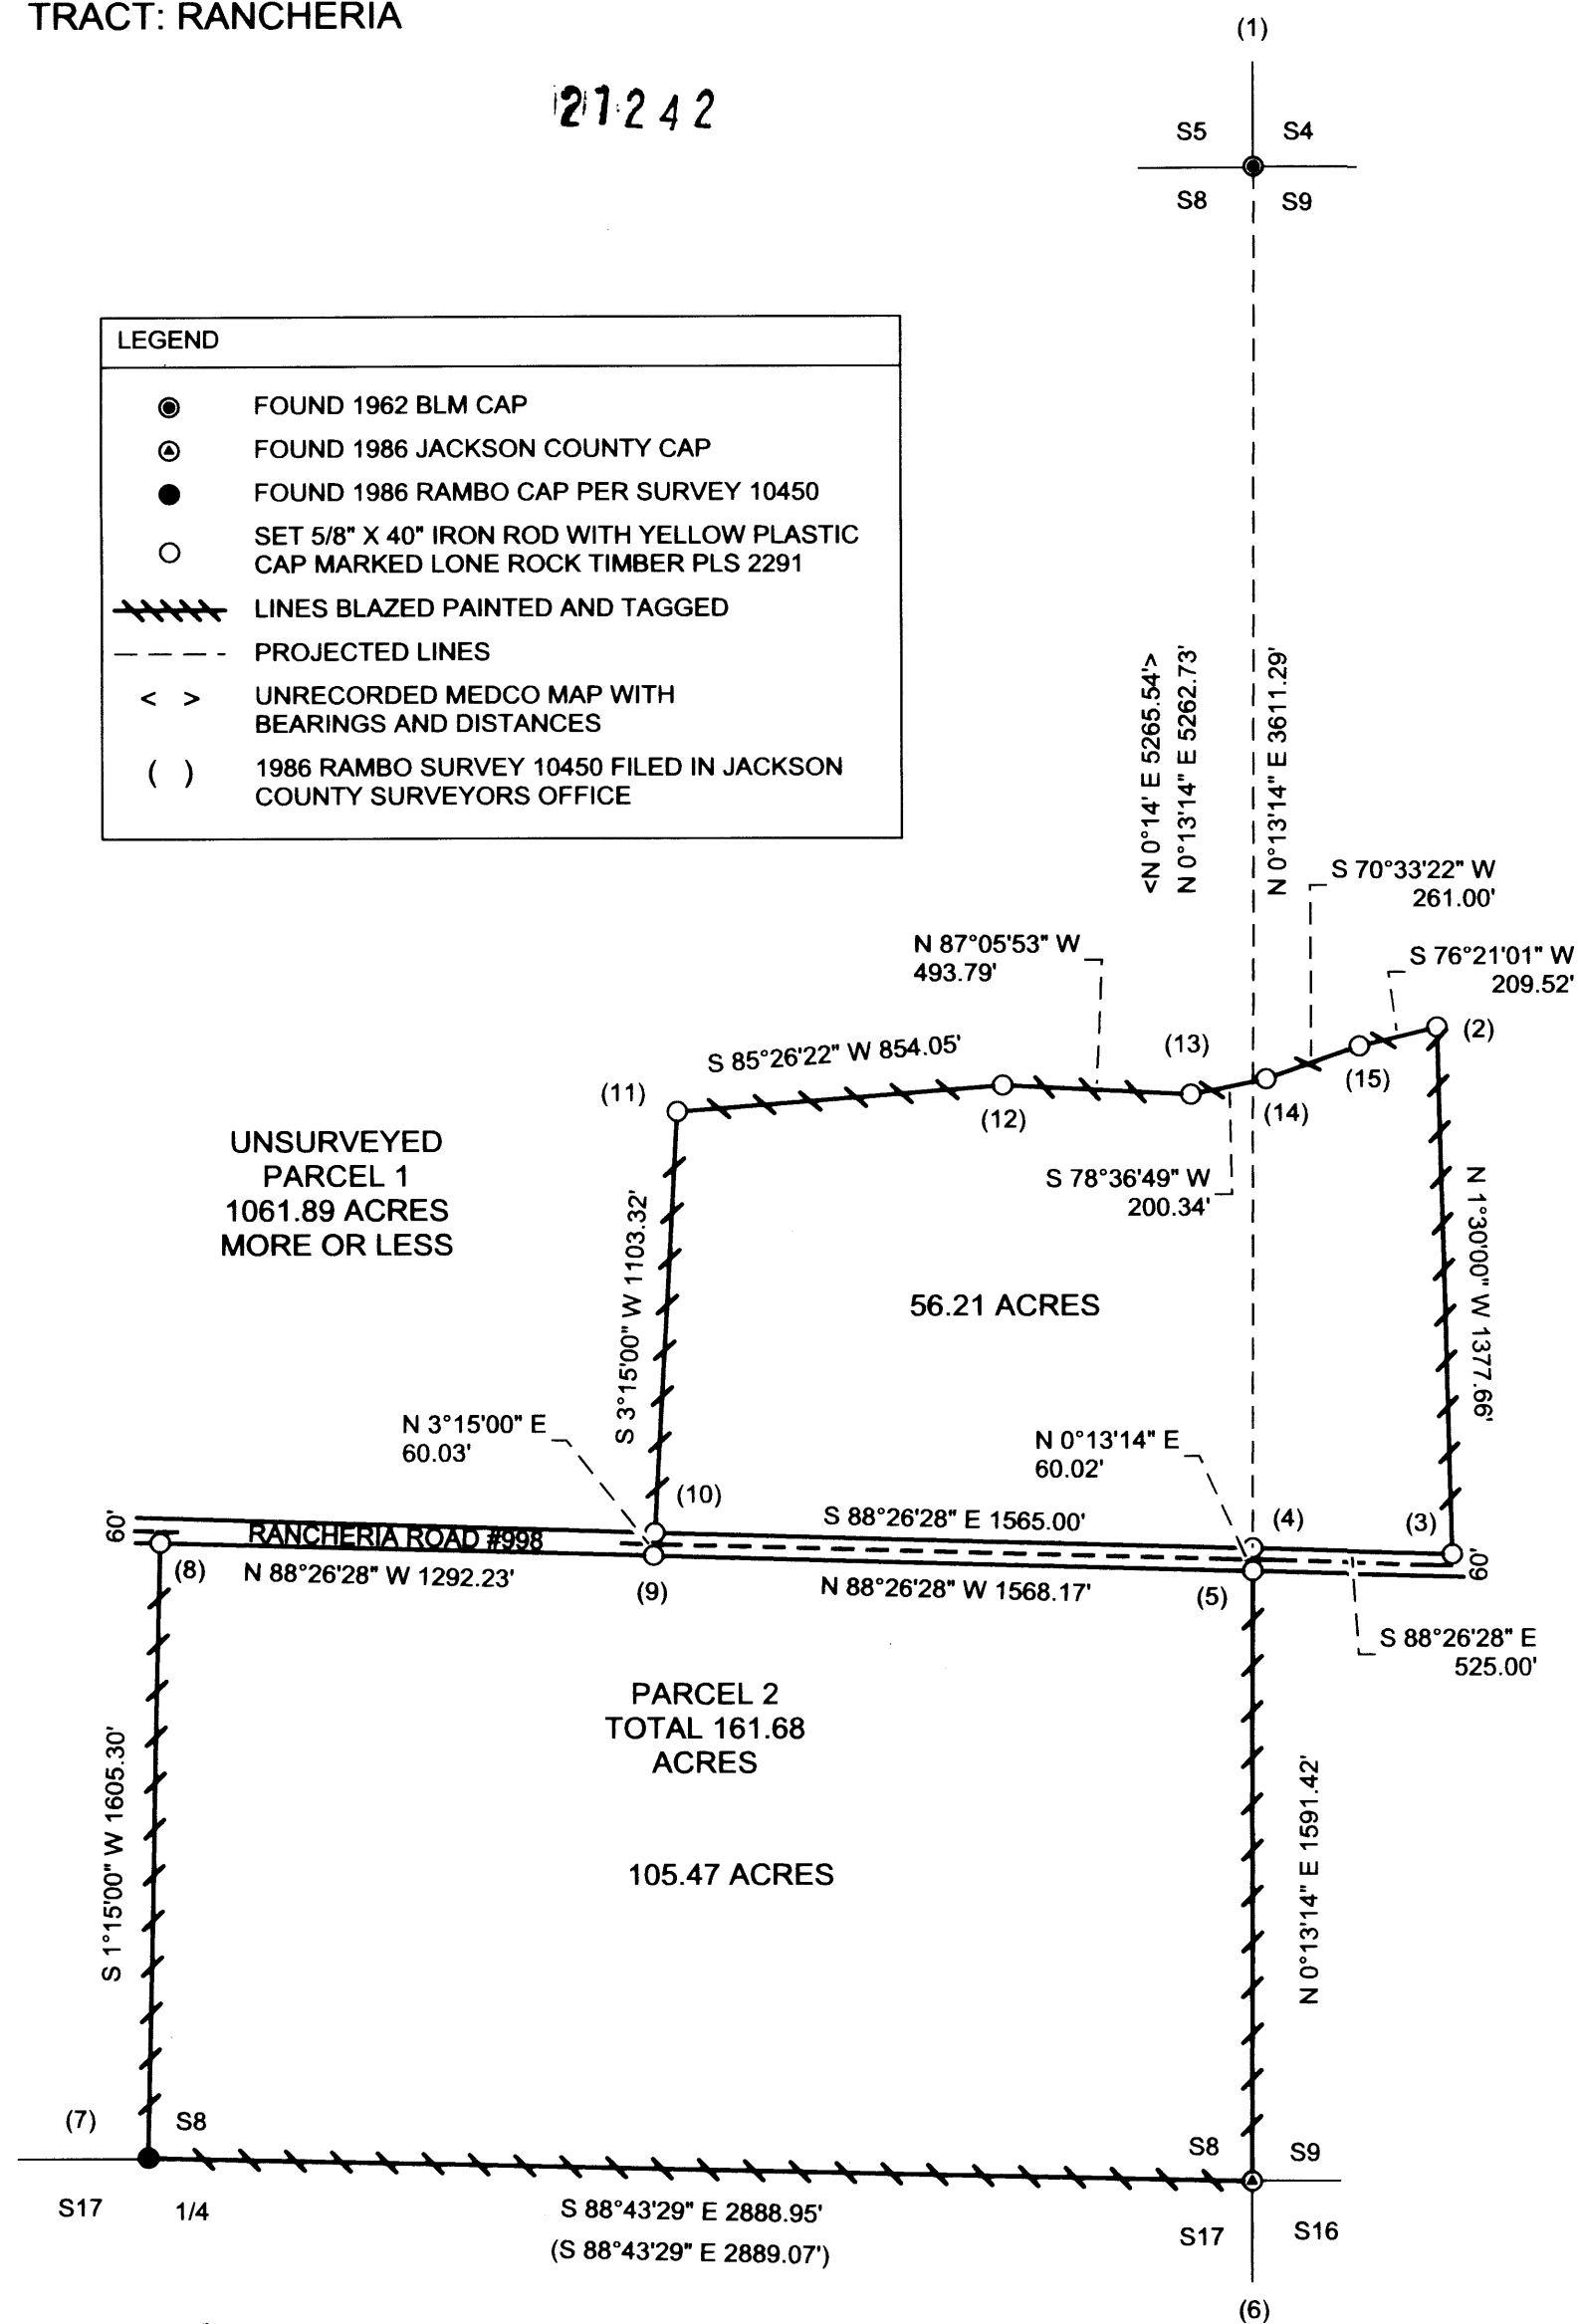 TRACT: RANCHERIA
21242
(1)
S5
S4
S8
S9
LEGEND
FOUND 1962 BLM CAP
FOUND 1986 JACKSON COUNTY CAP
FOUND 1986 RAMBO CAP PER SURVEY 10450
SET 5/8" X 40" IRON ROD WITH YELLOW PLASTIC
CAP MARKED LONE ROCK TIMBER PLS 2291
LINES BLAZED PAINTED AND TAGGED
PROJECTED LINES
< > UNRECORDED MEDCO MAP WITH
BEARINGS AND DISTANCES
( ) 1986 RAMBO SURVEY 10450 FILED IN JACKSON
COUNTY SURVEYORS OFFICE
<N 0°14' E 5265.54'>
N 0°13'14" E 5262.73'
N 0°13'14" E 3611.29'
S 70°33'22" W
261.00'
N 87°05'53" W
493.79'
S 76°21'01" W
209.52'
S 85°26'22" W 854.05'
(13)
(2)
(11)
(12)
(14)
(15)
UNSURVEYED
PARCEL 1
1061.89 ACRES
MORE OR LESS
S 78°36'49" W
200.34'
S 3°15'00" W 1103.32'
56.21 ACRES
N 1°30'00" W 1377.66'
N 3°15'00" E
60.03'
N 0°13'14" E
60.02'
(10)
S 88°26'28" E 1565.00'
(4)
(3)
60'
RANCHERIA ROAD #998
60'
(8)
N 88°26'28" W 1292.23'
(9)
N 88°26'28" W 1568.17'
(5)
S 88°26'28" E
525.00'
PARCEL 2
TOTAL 161.68
ACRES
S 1°15'00" W 1605.30'
105.47 ACRES
N 0°13'14" E 1591.42'
(7)
S8
S8
S9
S17
1/4
S 88°43'29" E 2888.95'
(S 88°43'29" E 2889.07')
S17
S16
(6)